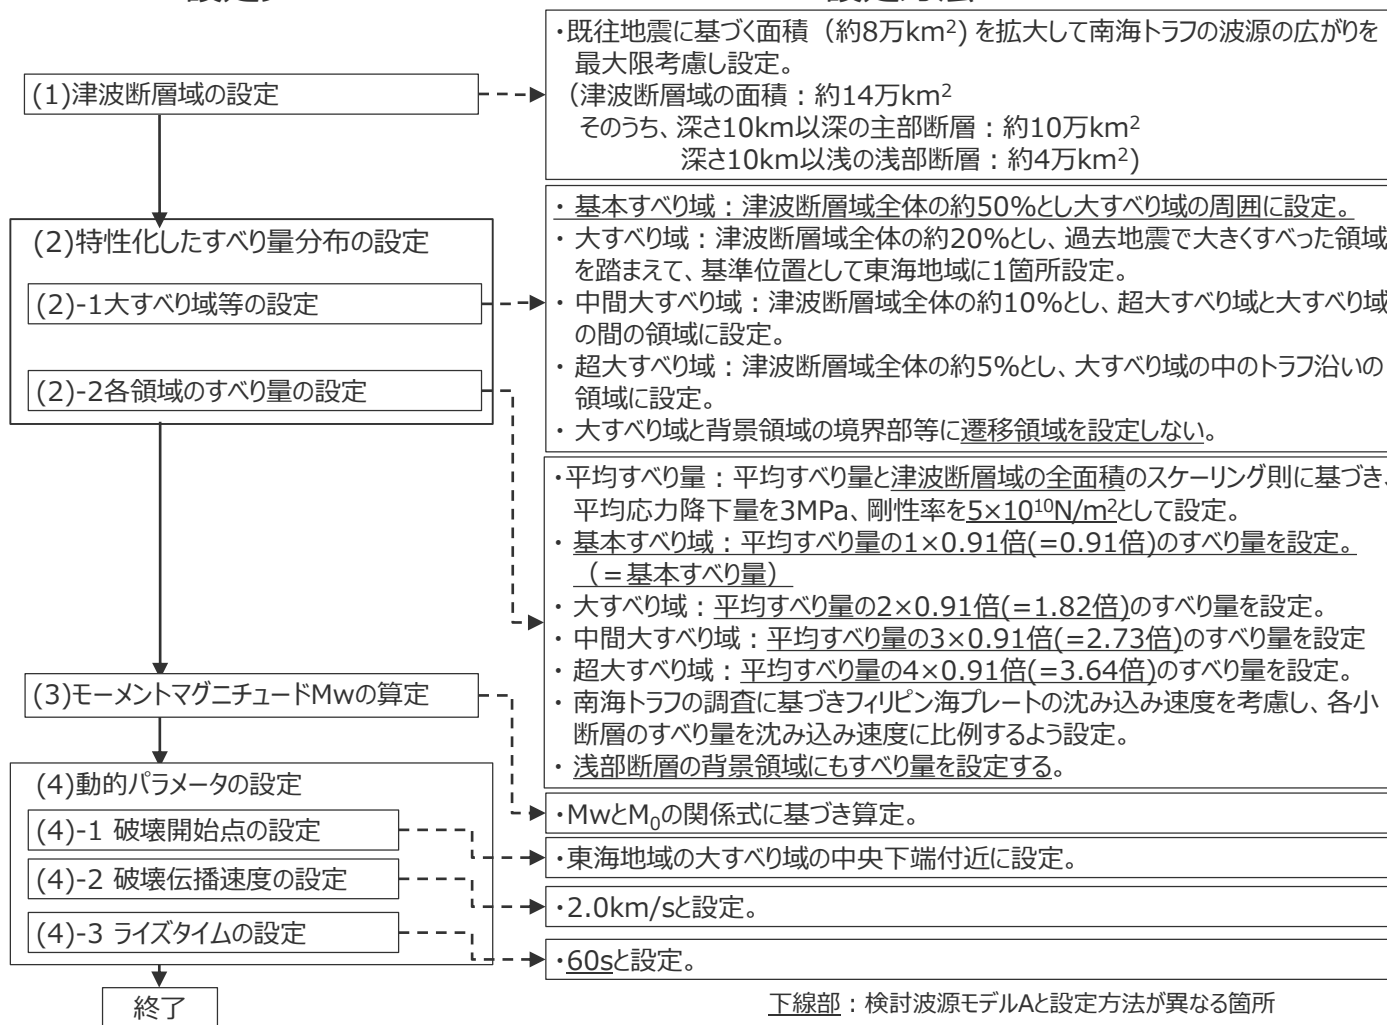 (1)津波断層域の設定
・既往地震に基づく面積（約8万km²）を拡大して南海トラフの波源の広がりを
最大限考慮し設定。
（津波断層域の面積：約14万km²
そのうち、深さ10km以深の主部断層：約10万km²
深さ10km以浅の浅部断層：約4万km²)
(2)特性化したすべり量分布の設定
(2)-1大すべり域等の設定
・基本すべり域：津波断層域全体の約50%とし大すべり域の周囲に設定。
・大すべり域：津波断層域全体の約20%とし、過去地震で大きくすべった領域
を踏まえて、基準位置として東海地域に1箇所設定。
・中間大すべり域：津波断層域全体の約10%とし、超大すべり域と大すべり域
の間の領域に設定。
・超大すべり域：津波断層域全体の約5%とし、大すべり域の中のトラフ沿いの
領域に設定。
・大すべり域と背景領域の境界部等に遷移領域を設定しない。
(2)-2各領域のすべり量の設定
・平均すべり量：平均すべり量と津波断層域の全面積のスケーリング則に基づき、
平均応力降下量を3MPa、剛性率を5×10¹⁰N/m²として設定。
・基本すべり域：平均すべり量の1×0.91倍(=0.91倍)のすべり量を設定。
（＝基本すべり量）
・大すべり域：平均すべり量の2×0.91倍(=1.82倍)のすべり量を設定。
・中間大すべり域：平均すべり量の3×0.91倍(=2.73倍)のすべり量を設定
・超大すべり域：平均すべり量の4×0.91倍(=3.64倍)のすべり量を設定。
・南海トラフの調査に基づきフィリピン海プレートの沈み込み速度を考慮し、各小
断層のすべり量を沈み込み速度に比例するよう設定。
・浅部断層の背景領域にもすべり量を設定する。
(3)モーメントマグニチュードMwの算定
・MwとM₀の関係式に基づき算定。
(4)動的パラメータの設定
(4)-1 破壊開始点の設定
・東海地域の大すべり域の中央下端付近に設定。
(4)-2 破壊伝播速度の設定
・2.0km/sと設定。
(4)-3 ライズタイムの設定
・60sと設定。
終了
下線部：検討波源モデルAと設定方法が異なる箇所